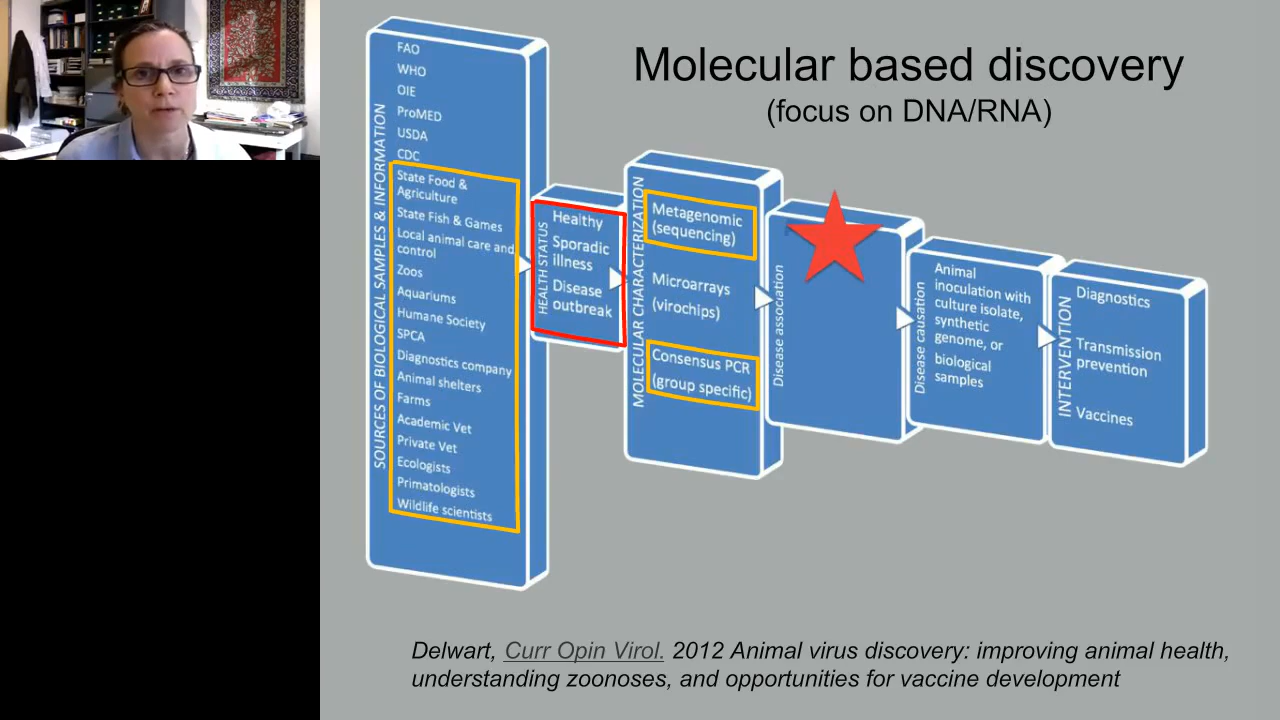 Molecular based discovery
(focus on DNA/RNA)
SOURCES OF BIOLOGICAL SAMPLES & INFORMATION
FAO
WHO
OIE
ProMED
USDA
CDC
State Food &
Agriculture
State Fish & Games
Local animal care and
control
Zoos
Aquariums
Humane Society
SPCA
Diagnostics company
Animal shelters
Farms
Academic Vet
Private Vet
Ecologists
Primatologists
Wildlife scientists
HEALTH STATUS
Healthy
Sporadic
illness
Disease
outbreak
MOLECULAR CHARACTERIZATION
Metagenomic
(sequencing)
Microarrays
(virochips)
Consensus PCR
(group specific)
Disease association
Disease causation
Animal
inoculation with
culture isolate,
synthetic
genome, or
biological
samples
INTERVENTION
Diagnostics
Transmission
prevention
Vaccines
Delwart, Curr Opin Virol. 2012 Animal virus discovery: improving animal health,
understanding zoonoses, and opportunities for vaccine development